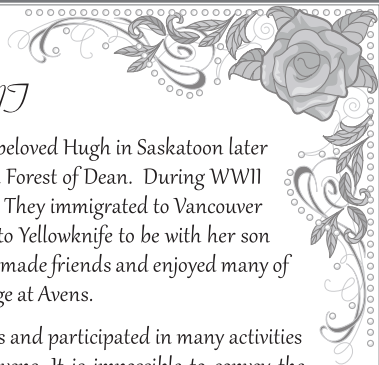 beloved Hugh in Saskatoon later
Forest of Dean. During WWII
They immigrated to Vancouver
to Yellowknife to be with her son
made friends and enjoyed many of
at Avens.
and participated in many activities
It is impossible to convey the